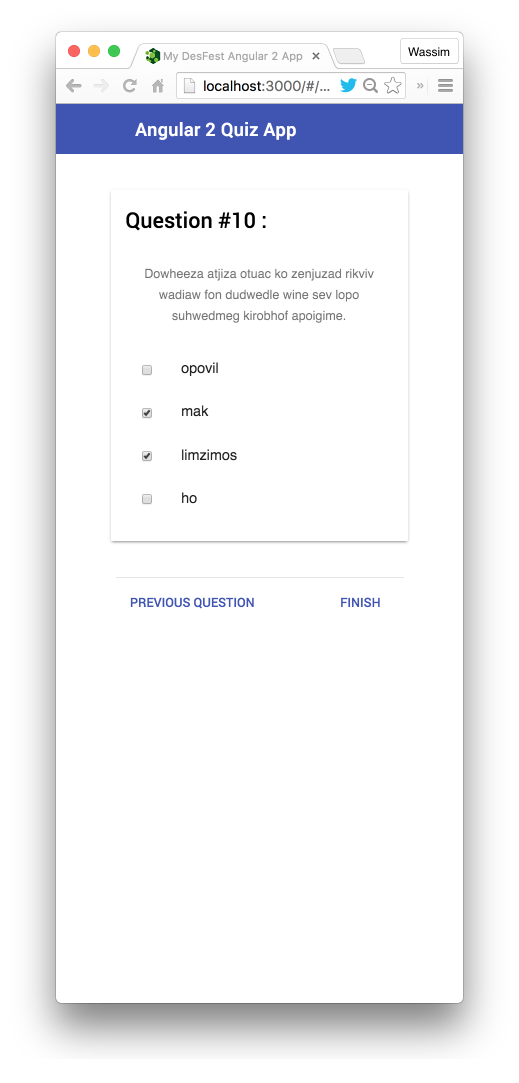 My DesFest Angular 2 App
Wassim
localhost:3000/#/...
Angular 2 Quiz App
Question #10 :
Dowheeza atjiza otuac ko zenjuzad rikviv
wadiaw fon dudwedle wine sev lopo
suhwedmeg kirobhof apoigime.
opovil
mak
limzimos
ho
PREVIOUS QUESTION FINISH